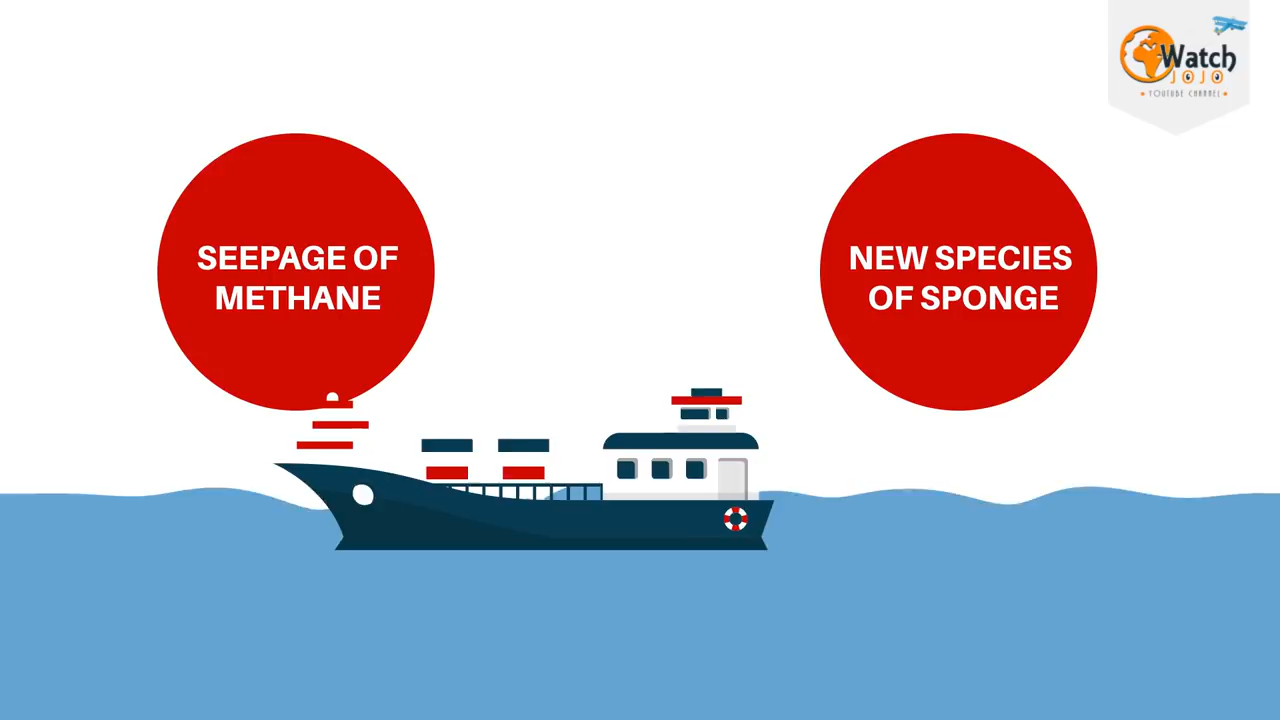 Watch
JOJO
YOUTUBE CHANNEL
SEEPAGE OF
METHANE
NEW SPECIES
OF SPONGE